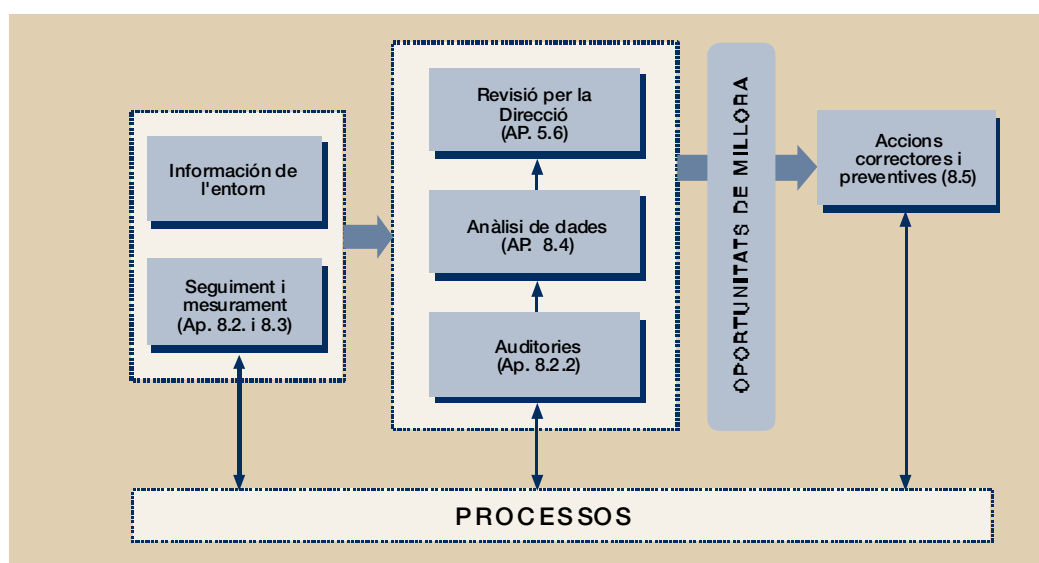 Información de
l'entorn
Seguiment i
mesurament
(Ap. 8.2. i 8.3)
Revisió per la
Direcció
(AP. 5.6)
Anàlisi de dades
(AP. 8.4)
Auditories
(Ap. 8.2.2)
OPORTUNITATS DE MILLORA
Accions
correctores i
preventives (8.5)
PROCESSOS